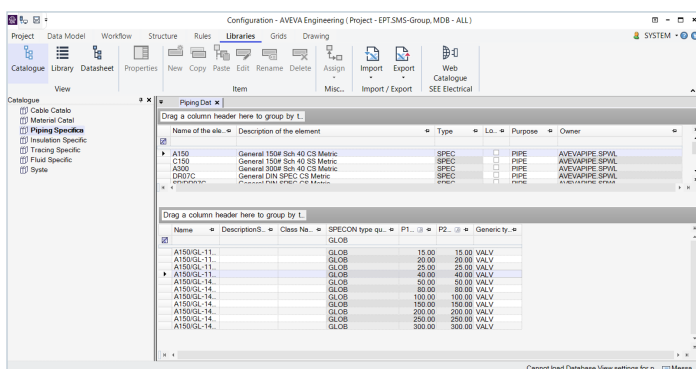 Configuration - AVEVA Engineering ( Project - EPT.SMS-Group, MDB - ALL )
Project Data Model Workflow Structure Rules Libraries Grids Drawing
SYSTEM
Catalogue Library Datasheet Properties New Copy Paste Edit Rename Delete Assign Import Export Web Catalogue
View Item Misc... Import / Export SEE Electrical
Catalogue
Cable Catalo
Material Catal
Piping Specifica
Insulation Specific
Tracing Specific
Fluid Specific
Syste
Piping Dat
Drag a column header here to group by t..
Name of the ele.. Description of the element Type Lo.. Purpose Owner
A150 General 150# Sch 40 CS Metric SPEC PIPE AVEVAPIPE.SPWL
C150 General 150# Sch 40 SS Metric SPEC PIPE AVEVAPIPE.SPWL
A300 General 300# Sch 40 CS Metric SPEC PIPE AVEVAPIPE.SPWL
DR07C General DIN SPEC CS Metric SPEC PIPE AVEVAPIPE.SPWL
General DIN SPEC CS Metric SPEC PIPE AVEVAPIPE.SPWL
Drag a column header here to group by t..
Name DescriptionS.. Class Na.. SPECON type qu.. P1.. P2.. Generic ty..
GLOB
A150/GL-11.. GLOB 15.00 15.00 VALV
A150/GL-11.. GLOB 20.00 20.00 VALV
A150/GL-11.. GLOB 25.00 25.00 VALV
A150/GL-11.. GLOB 40.00 40.00 VALV
A150/GL-14.. GLOB 50.00 50.00 VALV
A150/GL-14.. GLOB 80.00 80.00 VALV
A150/GL-14.. GLOB 100.00 100.00 VALV
A150/GL-14.. GLOB 150.00 150.00 VALV
A150/GL-14.. GLOB 200.00 200.00 VALV
A150/GL-14.. GLOB 250.00 250.00 VALV
A150/GL-14.. GLOB 300.00 300.00 VALV
Cannot load Database View settings for n... Messa